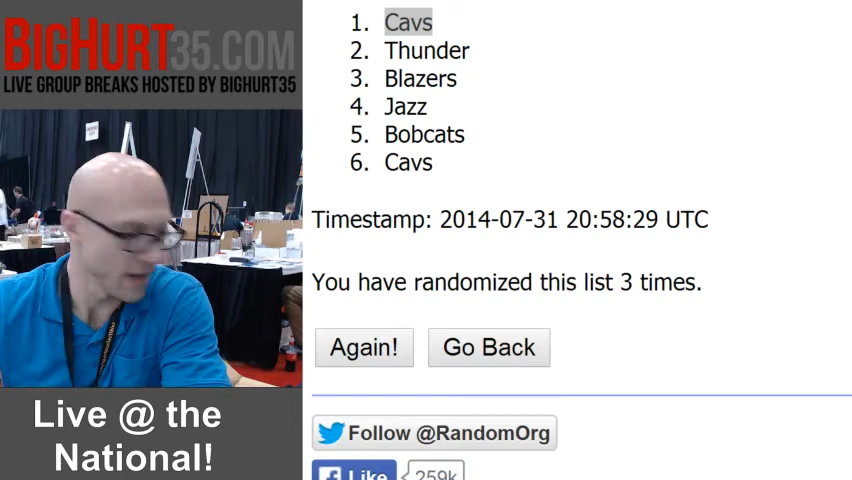 BIGHURT35.COM
LIVE GROUP BREAKS HOSTED BY BIGHURT35
1. Cavs
2. Thunder
3. Blazers
4. Jazz
5. Bobcats
6. Cavs
Timestamp: 2014-07-31 20:58:29 UTC
You have randomized this list 3 times.
Again!
Go Back
Follow @RandomOrg
Like
259k
Live @ the
National!